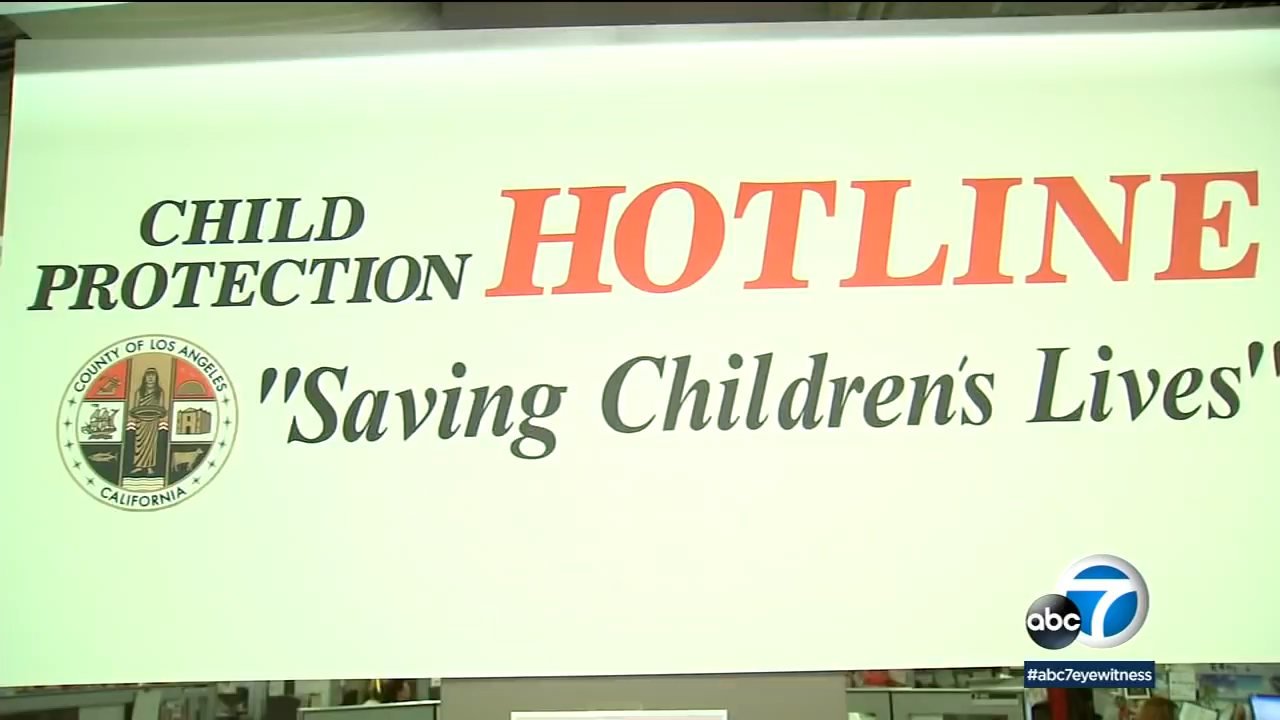 CHILD
PROTECTION HOTLINE
COUNTY OF LOS ANGELES
CALIFORNIA
"Saving Children's Lives"
abc 7
#abc7eyewitness